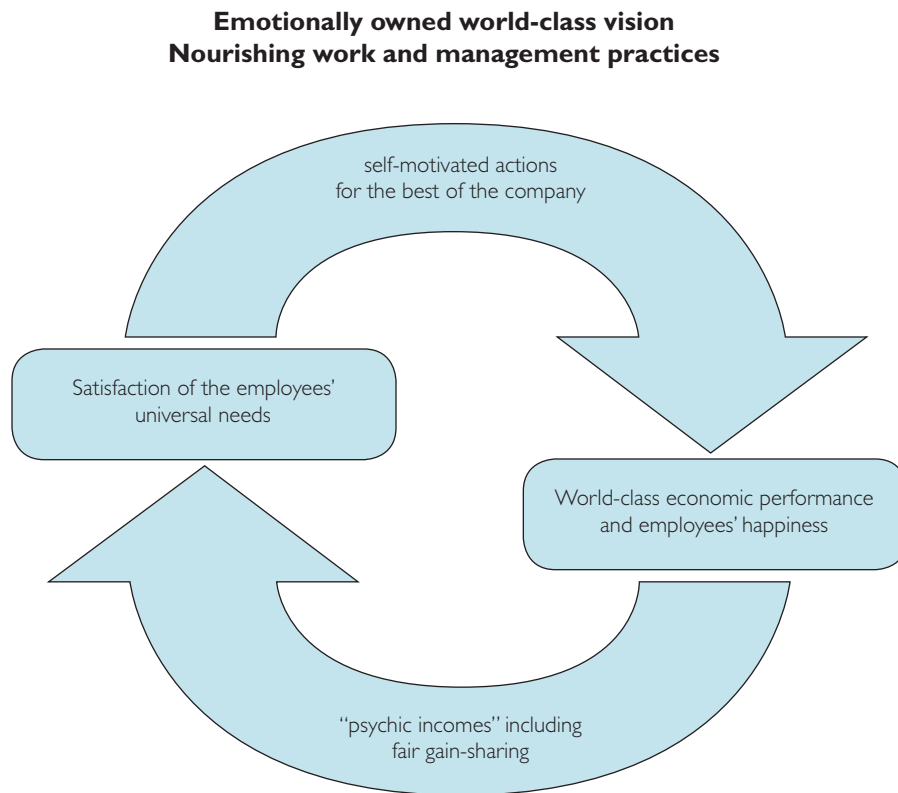 Emotionally owned world-class vision
Nourishing work and management practices
self-motivated actions
for the best of the company
Satisfaction of the employees’
universal needs
World-class economic performance
and employees’ happiness
“psychic incomes” including
fair gain-sharing